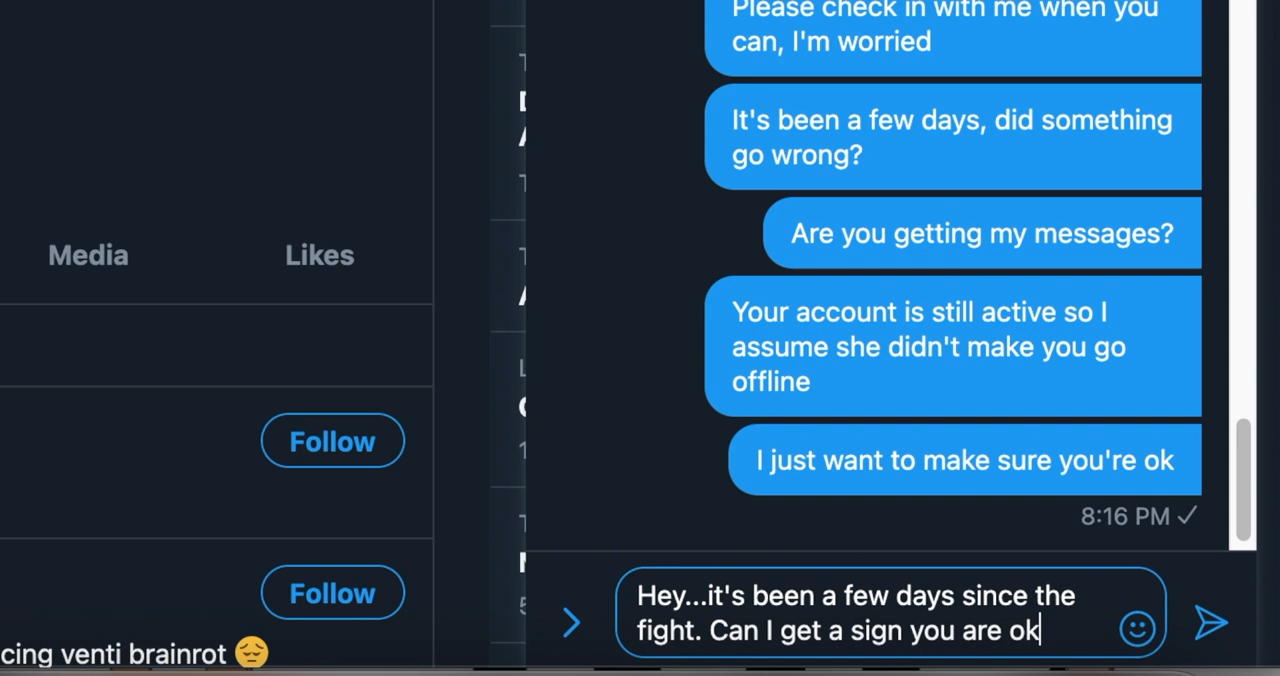 Please check in with me when you
can, I'm worried
It's been a few days, did something
go wrong?
Are you getting my messages?
Your account is still active so I
assume she didn't make you go
offline
I just want to make sure you're ok
8:16 PM
Hey...it's been a few days since the
fight. Can I get a sign you are ok
Media Likes
Follow
Follow
cing venti brainrot 😔